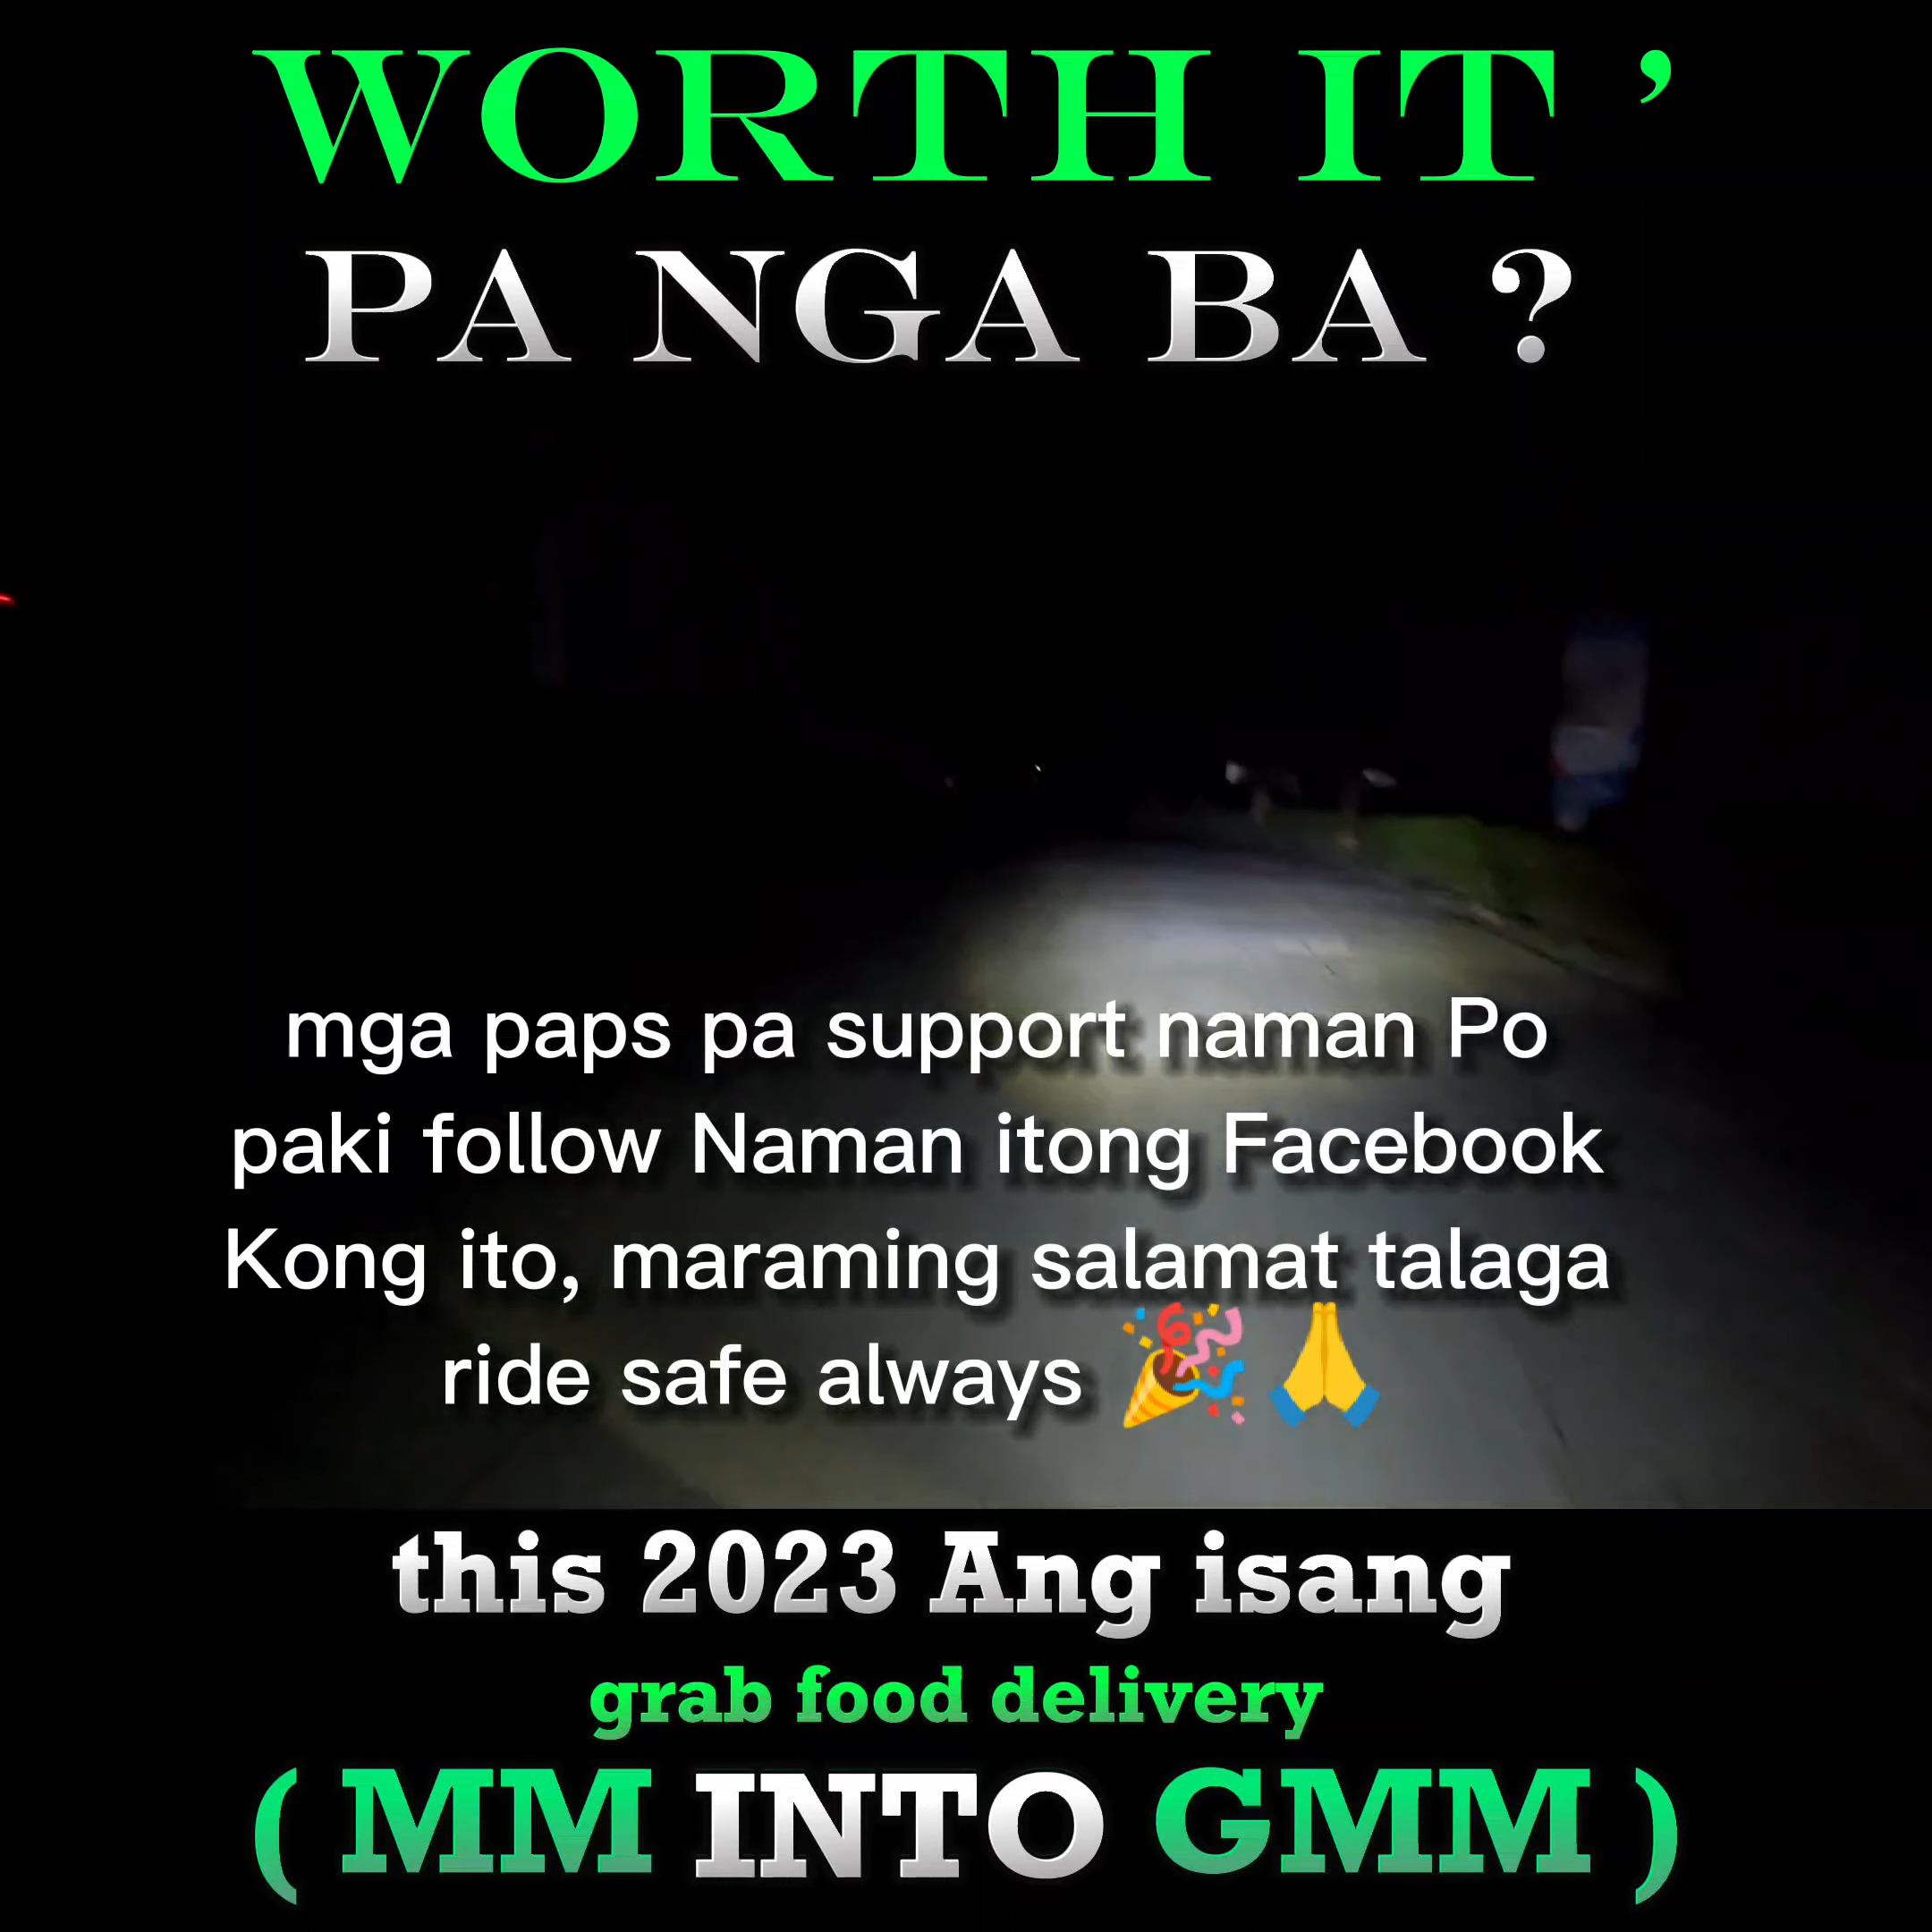 WORTH IT ’
PA NGA BA ?
mga paps pa support naman Po
paki follow Naman itong Facebook
Kong ito, maraming salamat talaga
ride safe always 🎉🙏
this 2023 Ang isang
grab food delivery
( MM INTO GMM )